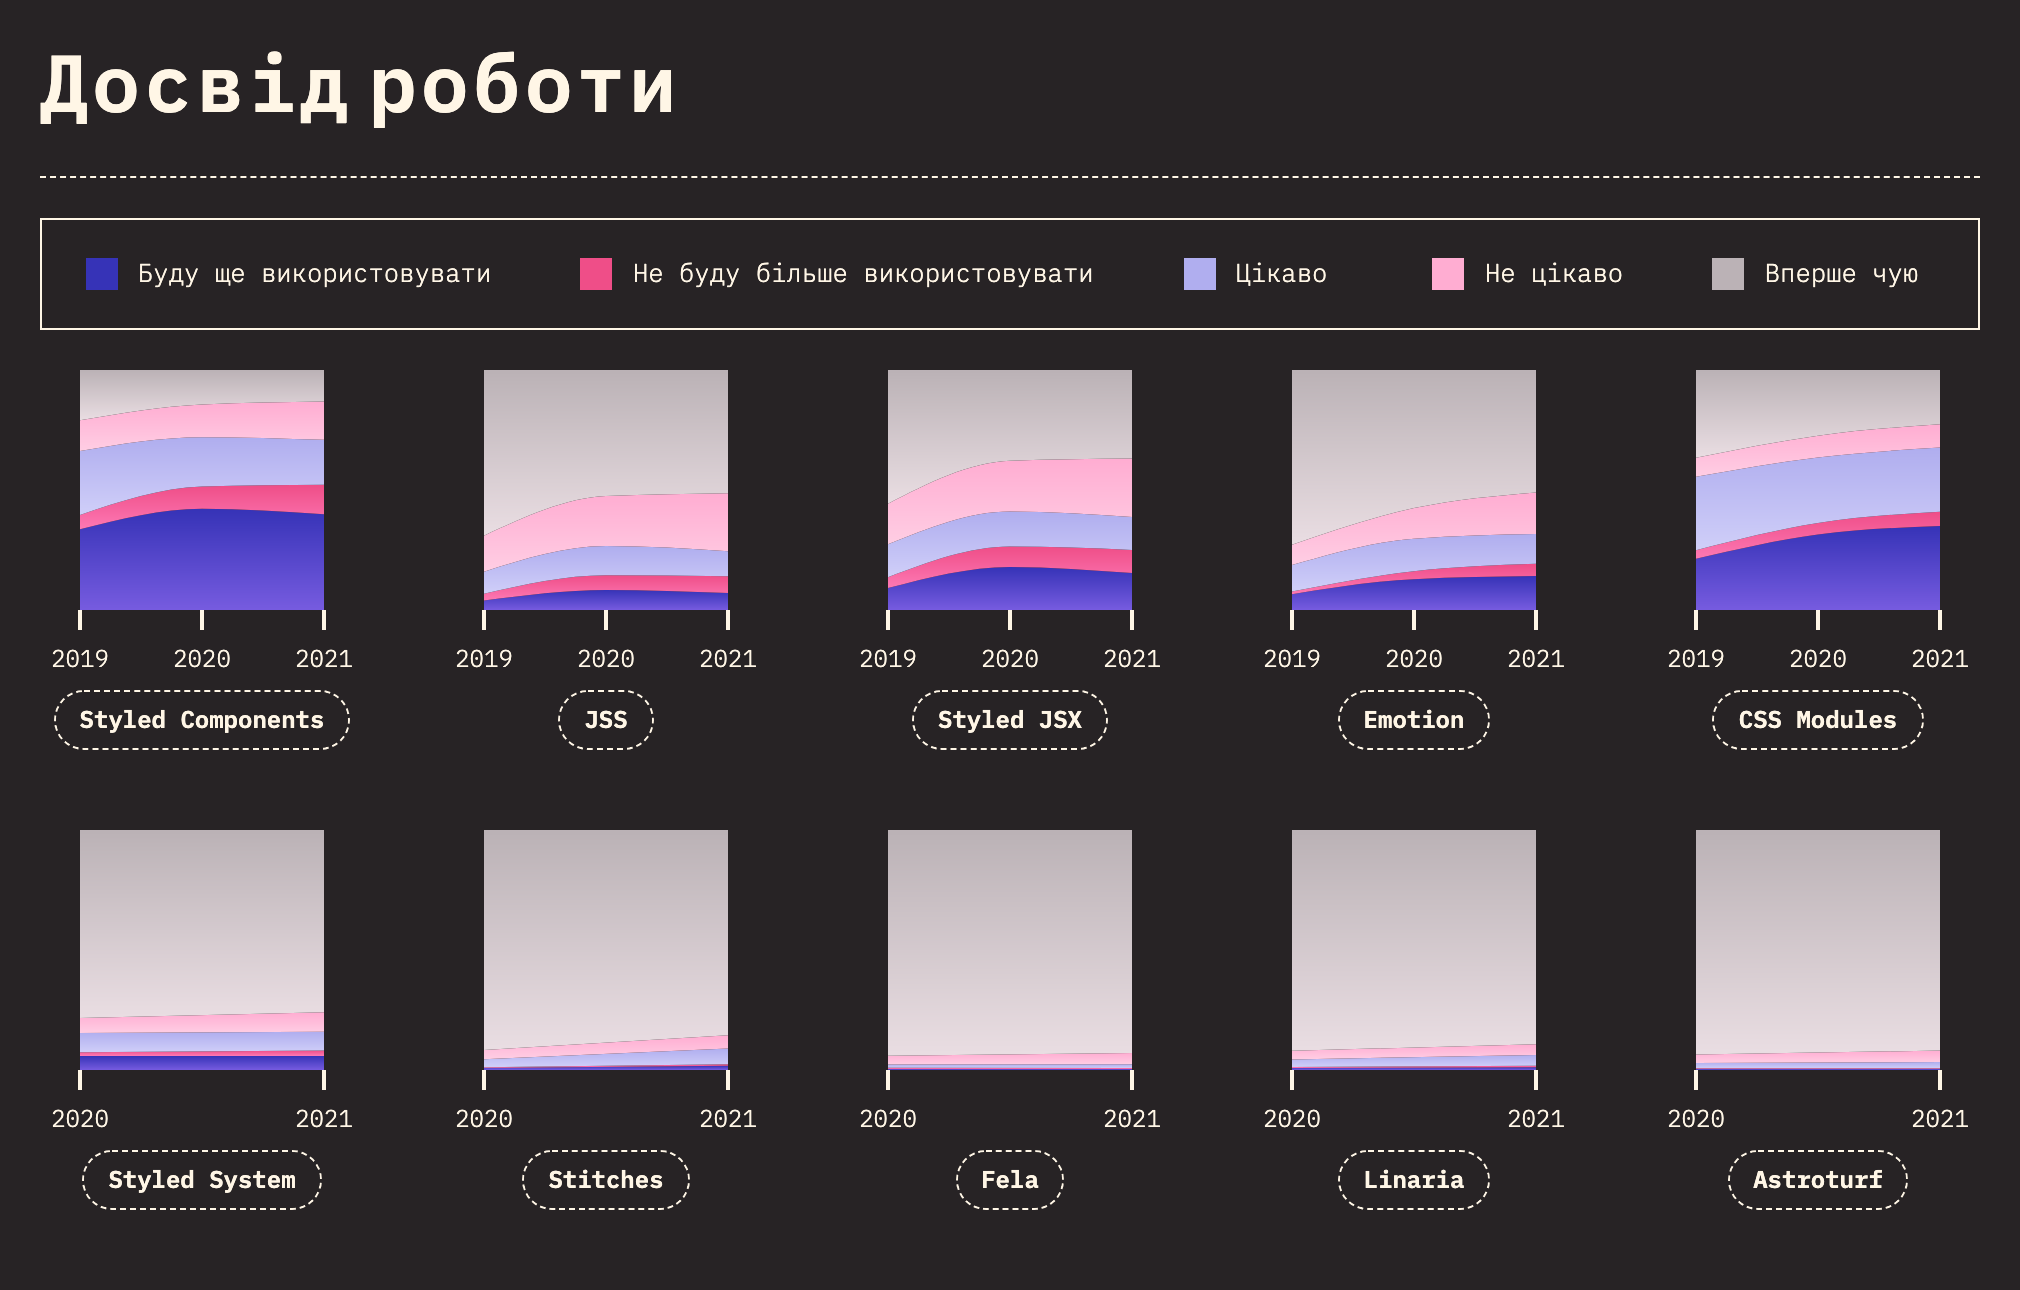 Досвід роботи
Буду ще використовувати Не буду більше використовувати Цікаво Не цікаво Вперше чую
2019 2020 2021 2019 2020 2021 2019 2020 2021 2019 2020 2021 2019 2020 2021
Styled Components JSS Styled JSX Emotion CSS Modules
2020 2021 2020 2021 2020 2021 2020 2021 2020 2021
Styled System Stitches Fela Linaria Astroturf